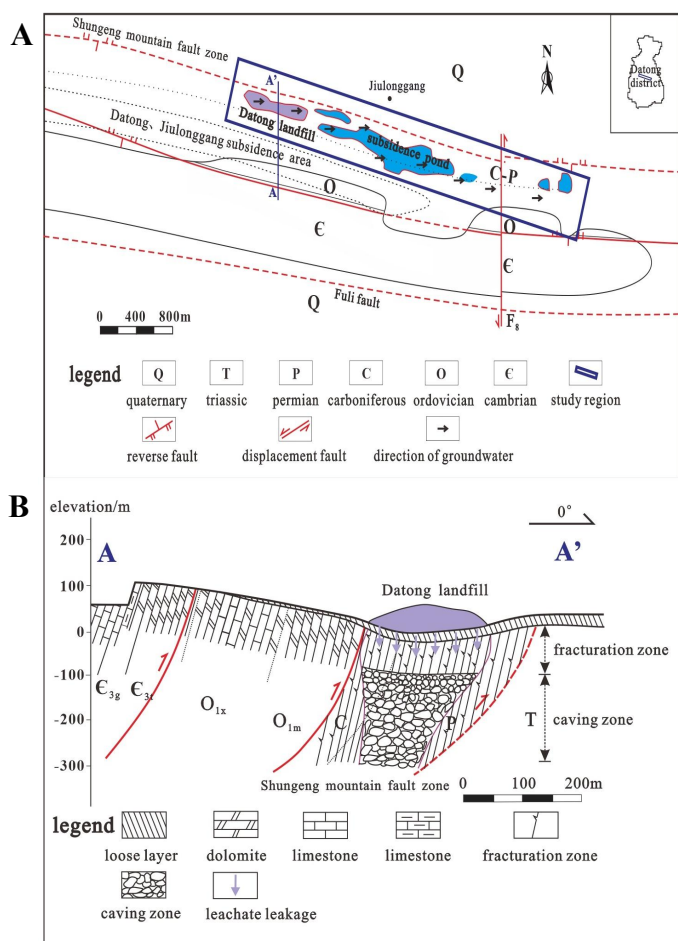 A
Shungeng mountain fault zone
Q
N
Datong
district
A'
Jiulonggang
Datong landfill
subsidence pond
C-P
Datong、Jiulonggang subsidence area
O
A
O
Є
Є
Q
Fuli fault
F8
0 400 800m
legend
Q T P C O Є
quaternary triassic permian carboniferous ordovician cambrian study region
reverse fault displacement fault direction of groundwater
B
elevation/m
0°
200
A
A'
Datong landfill
100
0
fracturation zone
-100
Є3g
Є3t
O1x
O1m
C
P
T
caving zone
-200
-300
Shungeng mountain fault zone
0 100 200m
legend
loose layer dolomite limestone limestone fracturation zone
caving zone leachate leakage